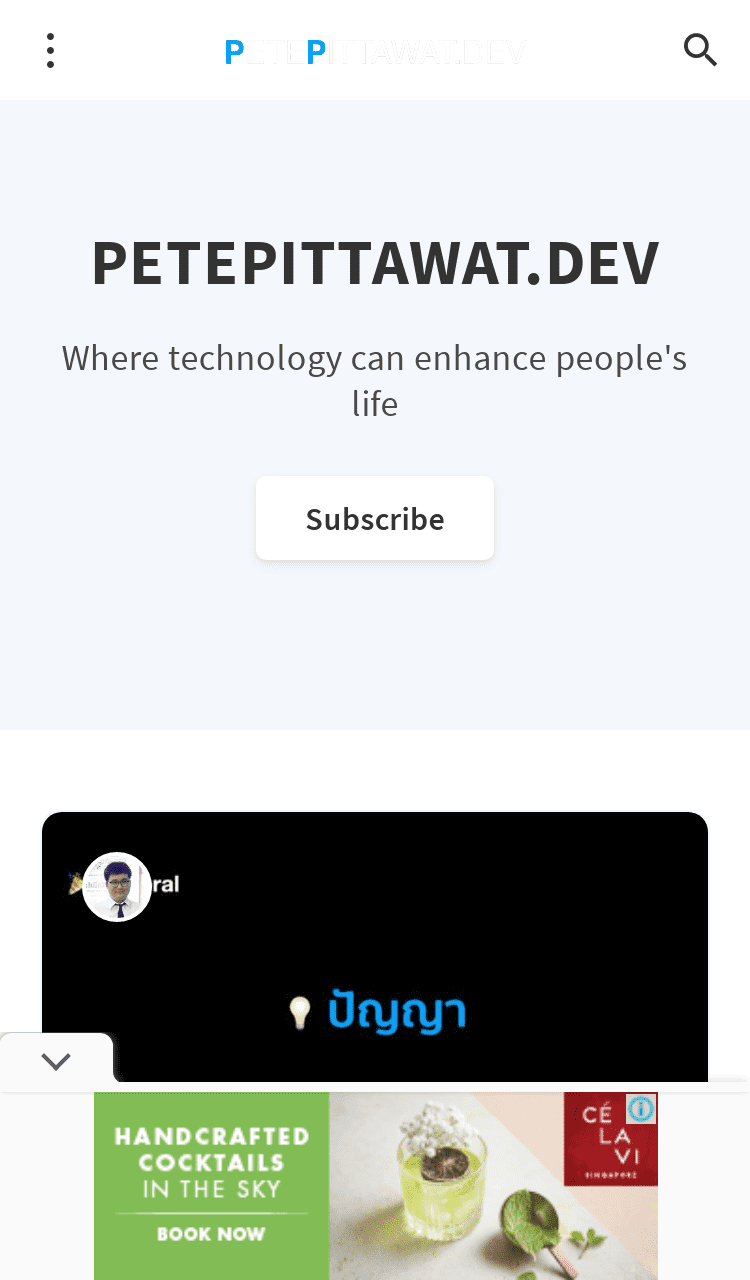 PETEPITTAWAT.DEV
PETEPITTAWAT.DEV
Where technology can enhance people's
life
Subscribe
ral
ปัญญา
HANDCRAFTED
COCKTAILS
IN THE SKY
BOOK NOW
CÉ
LA
VI
SINGAPORE